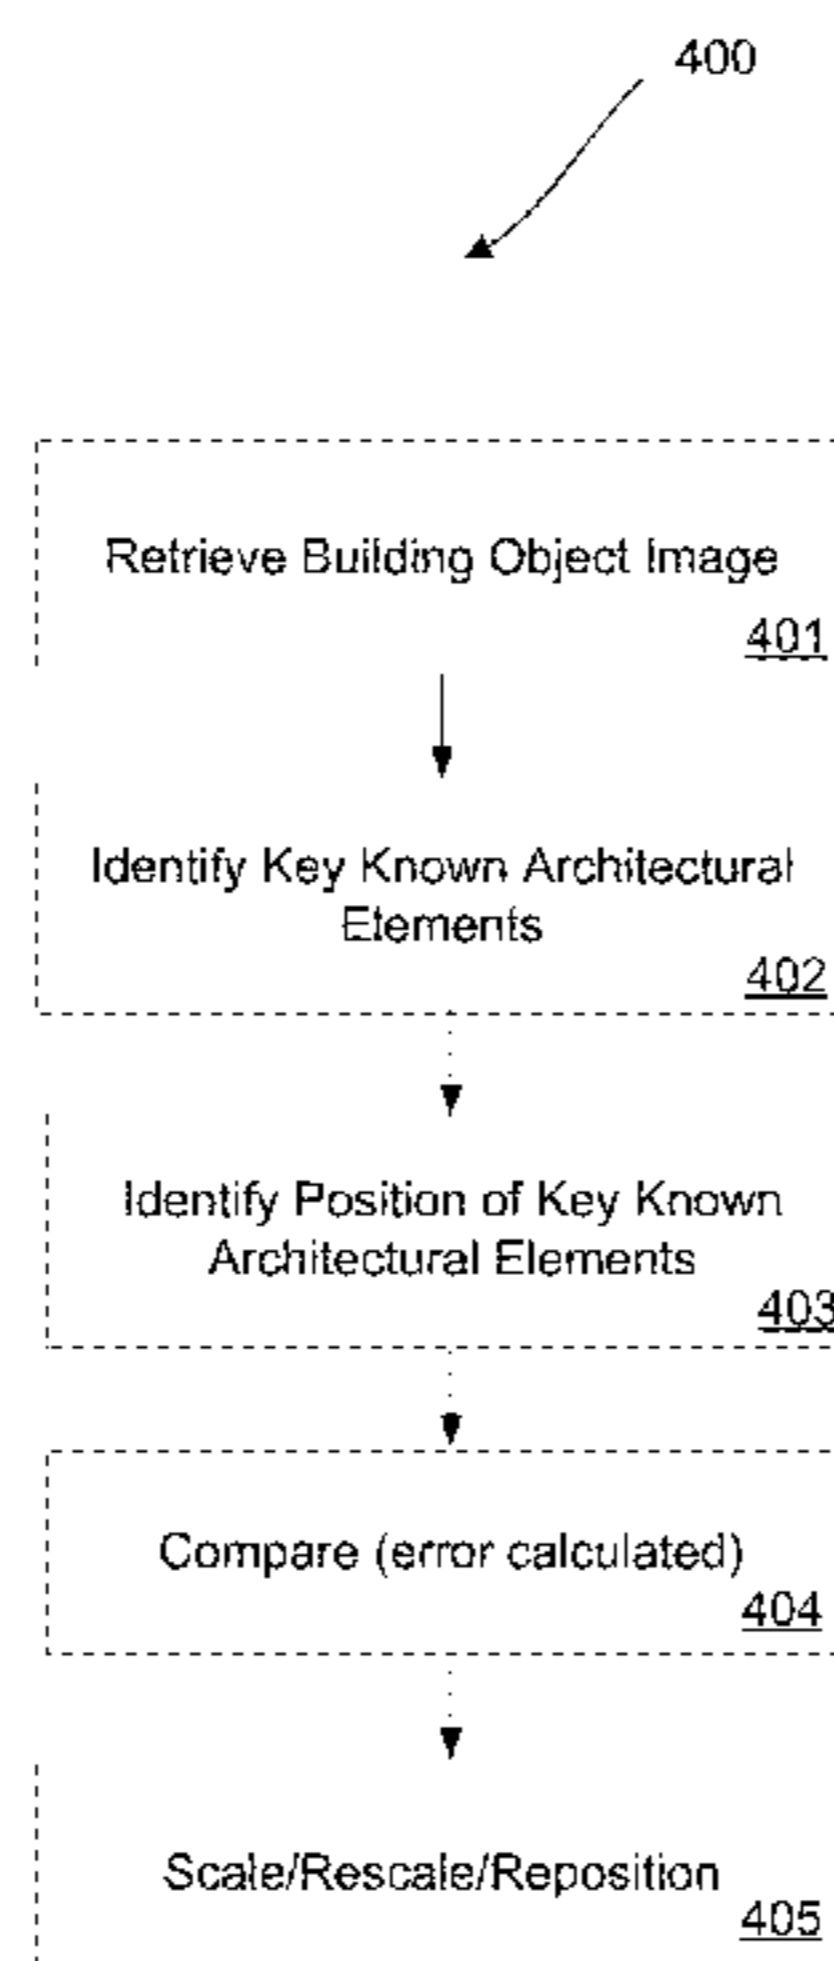 400
Retrieve Building Object Image
401
Identify Key Known Architectural
Elements
402
Identify Position of Key Known
Architectural Elements
403
Compare (error calculated)
404
Scale/Rescale/Reposition
405